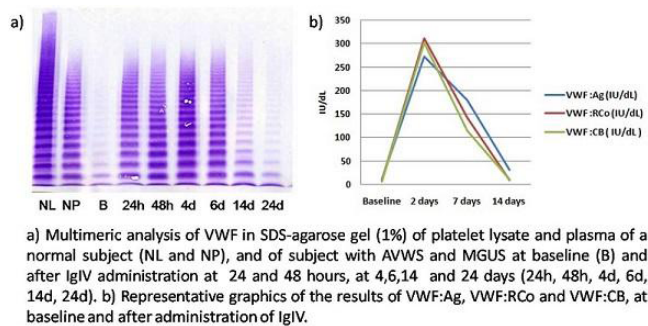 a)
NL NP B 24h 48h 4d 6d 14d 24d
b)
IU/dL
350
300
250
200
150
100
50
0
Baseline 2 days 7 days 14 days
VWF:Ag (IU/dL)
VWF:RCo (IU/dL)
VWF:CB ( IU/dL )
a) Multimeric analysis of VWF in SDS-agarose gel (1%) of platelet lysate and plasma of a
normal subject (NL and NP), and of subject with AVWS and MGUS at baseline (B) and
after IgIV administration at 24 and 48 hours, at 4,6,14 and 24 days (24h, 48h, 4d, 6d,
14d, 24d). b) Representative graphics of the results of VWF:Ag, VWF:RCo and VWF:CB, at
baseline and after administration of IgIV.